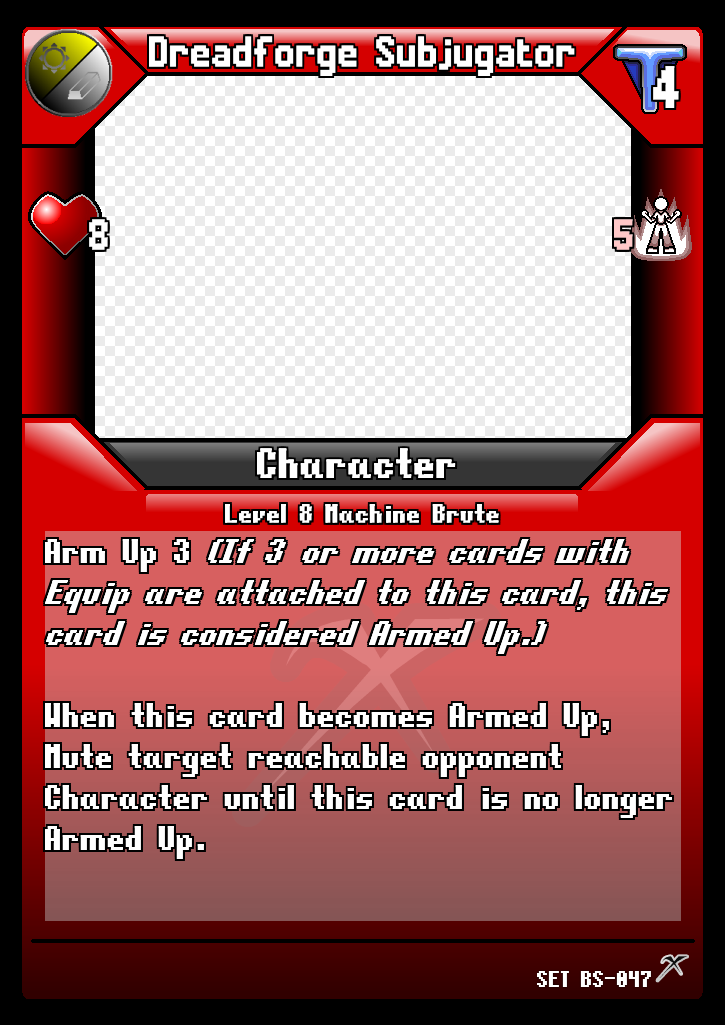 Dreadforge Subjugator
4
8
5
Character
Level 8 Machine Brute
Arm Up 3 (If 3 or more cards with
Equip are attached to this card, this
card is considered Armed Up.)
When this card becomes Armed Up,
Mute target reachable opponent
Character until this card is no longer
Armed Up.
SET BS-047